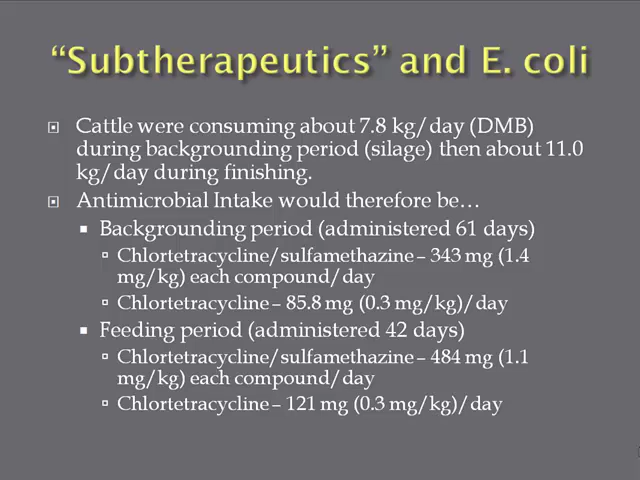 “Subtherapeutics” and E. coli
Cattle were consuming about 7.8 kg/day (DMB)
during backgrounding period (silage) then about 11.0
kg/day during finishing.
Antimicrobial Intake would therefore be…
Backgrounding period (administered 61 days)
Chlortetracycline/sulfamethazine – 343 mg (1.4
mg/kg) each compound/day
Chlortetracycline – 85.8 mg (0.3 mg/kg)/day
Feeding period (administered 42 days)
Chlortetracycline/sulfamethazine – 484 mg (1.1
mg/kg) each compound/day
Chlortetracycline – 121 mg (0.3 mg/kg)/day